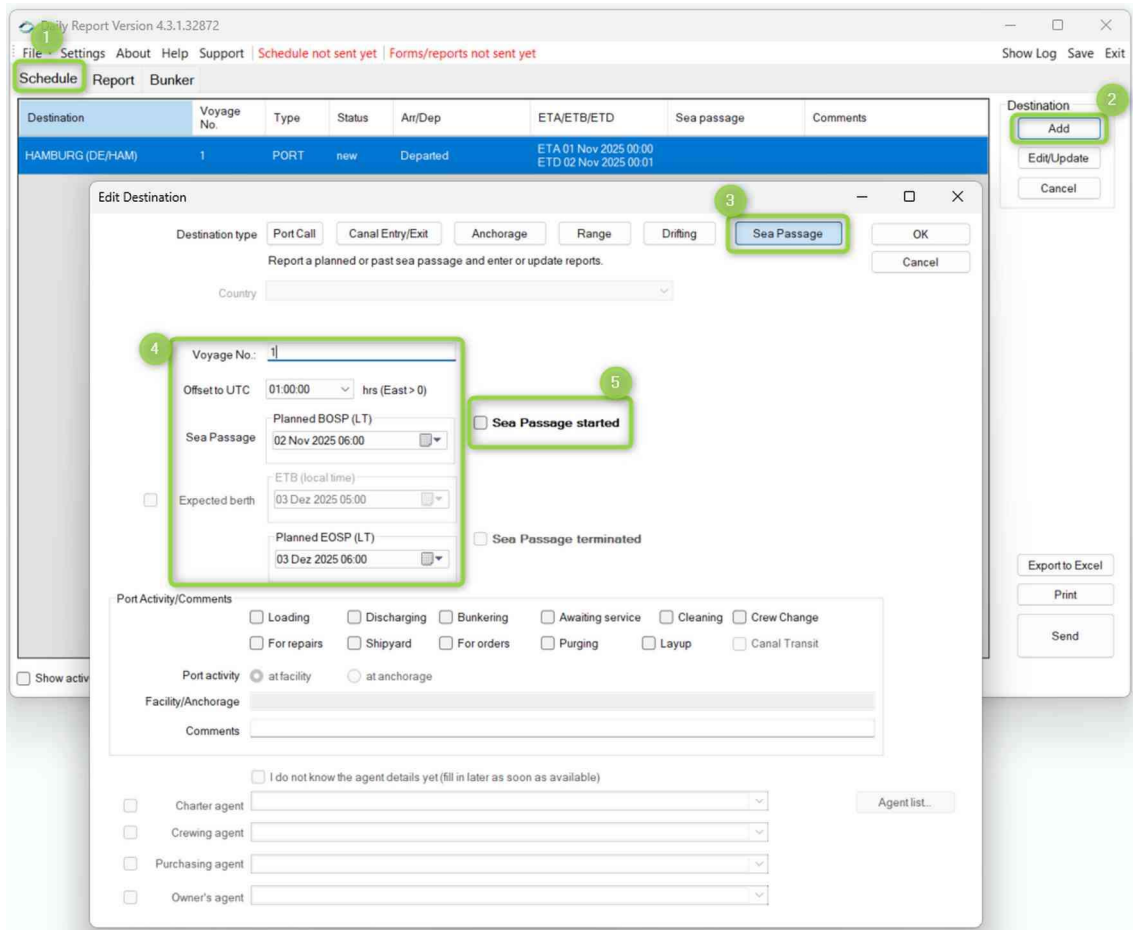 Daily Report Version 4.3.1.32872
1
File Settings About Help Support Schedule not sent yet Forms/reports not sent yet Show Log Save Exit
Schedule Report Bunker
Destination Voyage No. Type Status Arr/Dep ETA/ETB/ETD Sea passage Comments
HAMBURG (DE/HAM) 1 PORT new Departed ETA 01 Nov 2025 00:00
ETD 02 Nov 2025 00:01
Destination
2
Add
Edit/Update
Cancel
Edit Destination
3
Destination type Port Call Canal Entry/Exit Anchorage Range Drifting Sea Passage OK
Report a planned or past sea passage and enter or update reports. Cancel
Country
4
Voyage No.: 1
Offset to UTC 01:00:00 hrs (East > 0)
5
Planned BOSP (LT)
Sea Passage 02 Nov 2025 06:00
Sea Passage started
ETB (local time)
Expected berth 03 Dez 2025 05:00
Planned EOSP (LT)
03 Dez 2025 06:00
Sea Passage terminated
Port Activity/Comments
Loading Discharging Bunkering Awaiting service Cleaning Crew Change
For repairs Shipyard For orders Purging Layup Canal Transit
Port activity at facility at anchorage
Facility/Anchorage
Comments
I do not know the agent details yet (fill in later as soon as available)
Charter agent Agent list..
Crewing agent
Purchasing agent
Owner's agent
Export to Excel
Print
Send
Show activ